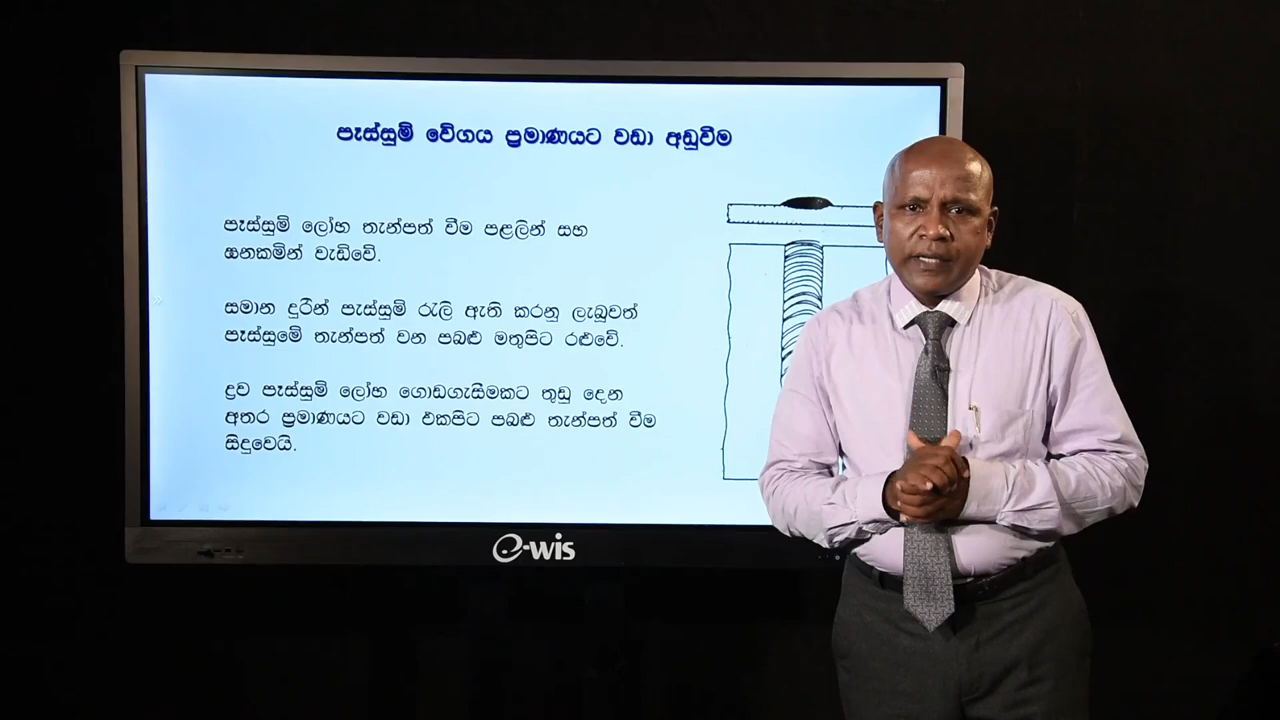 පෑස්සුම් වේගය ප්‍රමාණයට වඩා අඩුවීම
පෑස්සුම් ලෝහ තැන්පත් වීම පළලින් සහ
ඝනකමින් වැඩිවේ.
සමාන දුරින් පෑස්සුම් රැලි ඇති කරනු ලැබූවත්
පෑස්සුමේ තැන්පත් වන පබළු මතුපිට රළුවේ.
ද්‍රව පෑස්සුම් ලෝහ ගොඩගැසීමකට තුඩු දෙන
අතර ප්‍රමාණයට වඩා එකපිට පබළු තැන්පත් වීම
සිදුවෙයි.
e-wis